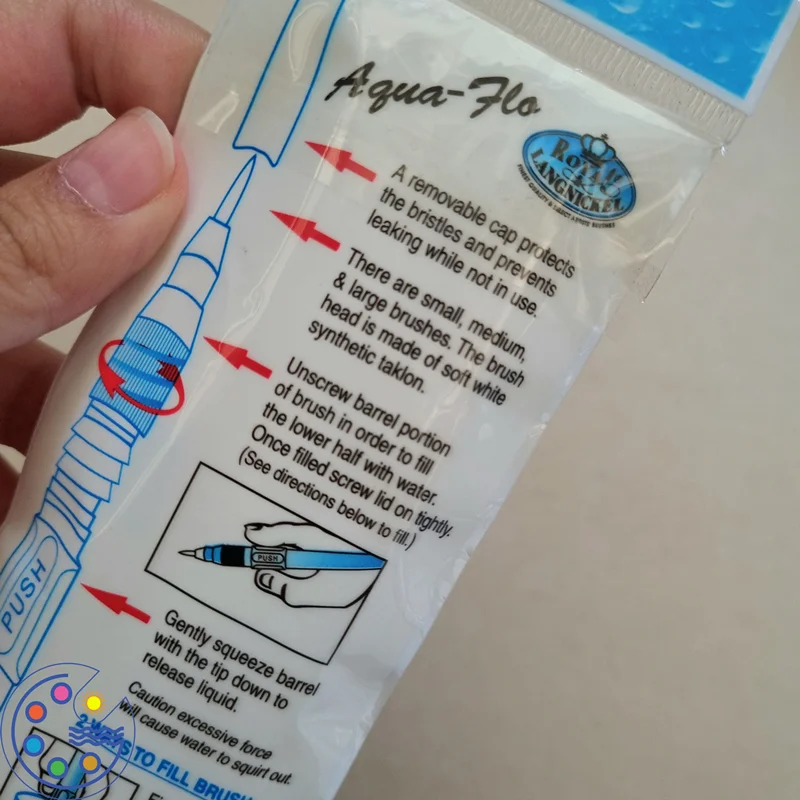 Aqua-Flo
ROYAL
LANGNICKEL
A removable cap protects
the bristles and prevents
leaking while not in use.
There are small, medium,
& large brushes. The brush
head is made of soft white
synthetic taklon.
Unscrew barrel portion
of brush in order to fill
the lower half with water.
Once filled screw lid on tightly.
(See directions below to fill.)
PUSH
PUSH
Gently squeeze barrel
with the tip down to
release liquid.
Caution excessive force
will cause water to squirt out.
2 WAYS TO FILL BRUSH